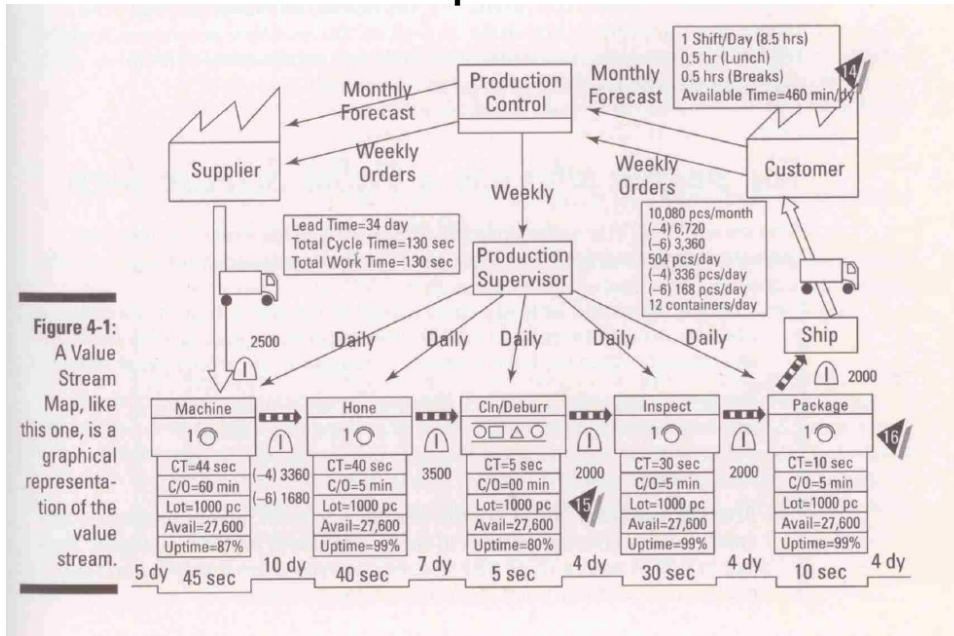 1 Shift/Day (8.5 hrs)
0.5 hr (Lunch)
0.5 hrs (Breaks)
Available Time=460 min/dy
14
Monthly
Forecast
Production
Control
Monthly
Forecast
Supplier
Weekly
Orders
Weekly
Weekly
Orders
Customer
Lead Time=34 day
Total Cycle Time=130 sec
Total Work Time=130 sec
Production
Supervisor
10,080 pcs/month
(–4) 6,720
(–6) 3,360
504 pcs/day
(–4) 336 pcs/day
(–6) 168 pcs/day
12 containers/day
Ship
Figure 4-1:
A Value
Stream
Map, like
this one, is a
graphical
representa-
tion of the
value
stream.
2500
I
Daily
Daily
Daily
Daily
Daily
I
2000
Machine
1
CT=44 sec
C/O=60 min
Lot=1000 pc
Avail=27,600
Uptime=87%
I
(–4) 3360
(–6) 1680
Hone
1
CT=40 sec
C/O=5 min
Lot=1000 pc
Avail=27,600
Uptime=99%
I
3500
Cln/Deburr
CT=5 sec
C/O=00 min
Lot=1000 pc
Avail=27,600
Uptime=80%
15
I
2000
Inspect
1
CT=30 sec
C/O=5 min
Lot=1000 pc
Avail=27,600
Uptime=99%
I
2000
Package
1
CT=10 sec
C/O=5 min
Lot=1000 pc
Avail=27,600
Uptime=99%
16
5 dy
45 sec
10 dy
40 sec
7 dy
5 sec
4 dy
30 sec
4 dy
10 sec
4 dy